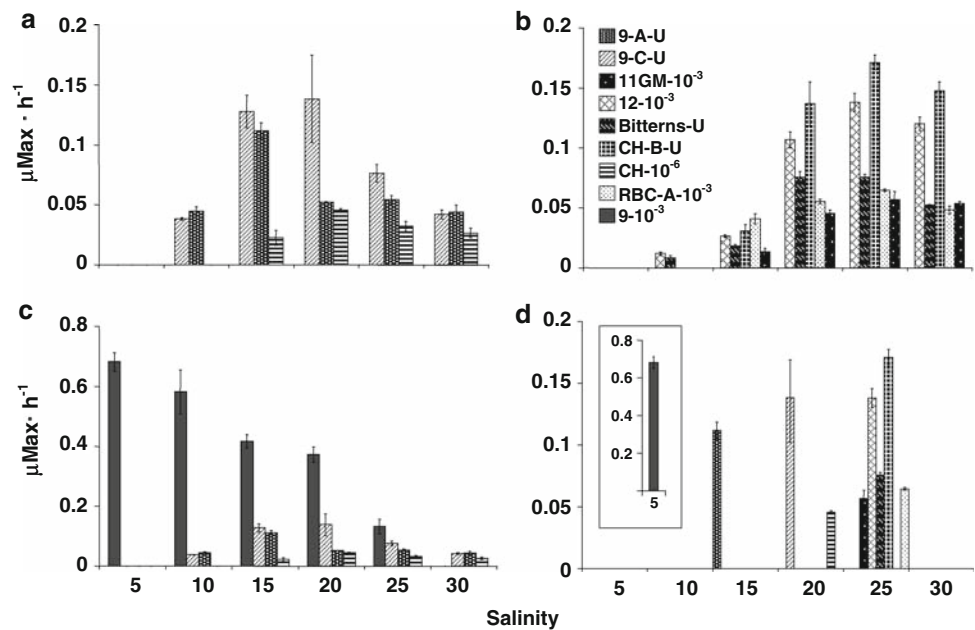 a
0.2
0.15
0.1
0.05
0
μMax · h⁻¹
b
0.2
0.15
0.1
0.05
0
9-A-U
9-C-U
11GM-10⁻³
12-10⁻³
Bitterns-U
CH-B-U
CH-10⁻⁶
RBC-A-10⁻³
9-10⁻³
c
0.8
0.6
0.4
0.2
0
μMax· h⁻¹
5 10 15 20 25 30
d
0.2
0.15
0.1
0.05
0
0.8
0.6
0.4
0.2
0
5
5 10 15 20 25 30
Salinity